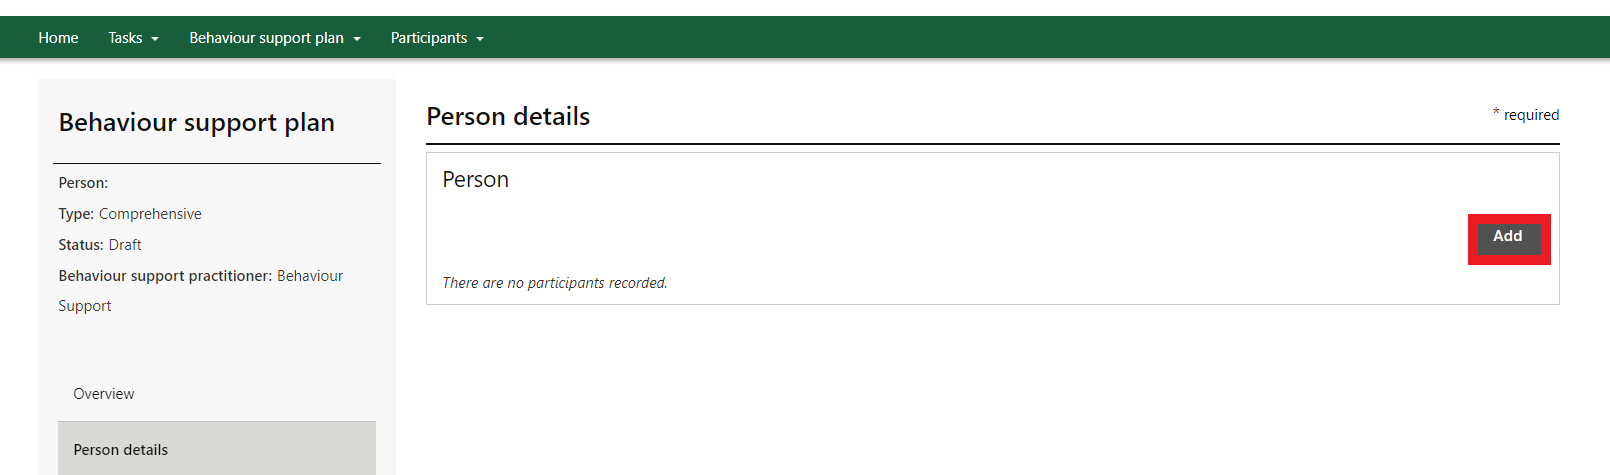 Home Tasks Behaviour support plan Participants
Behaviour support plan
Person:
Type: Comprehensive
Status: Draft
Behaviour support practitioner: Behaviour
Support
Overview
Person details
Person details
* required
Person
Add
There are no participants recorded.